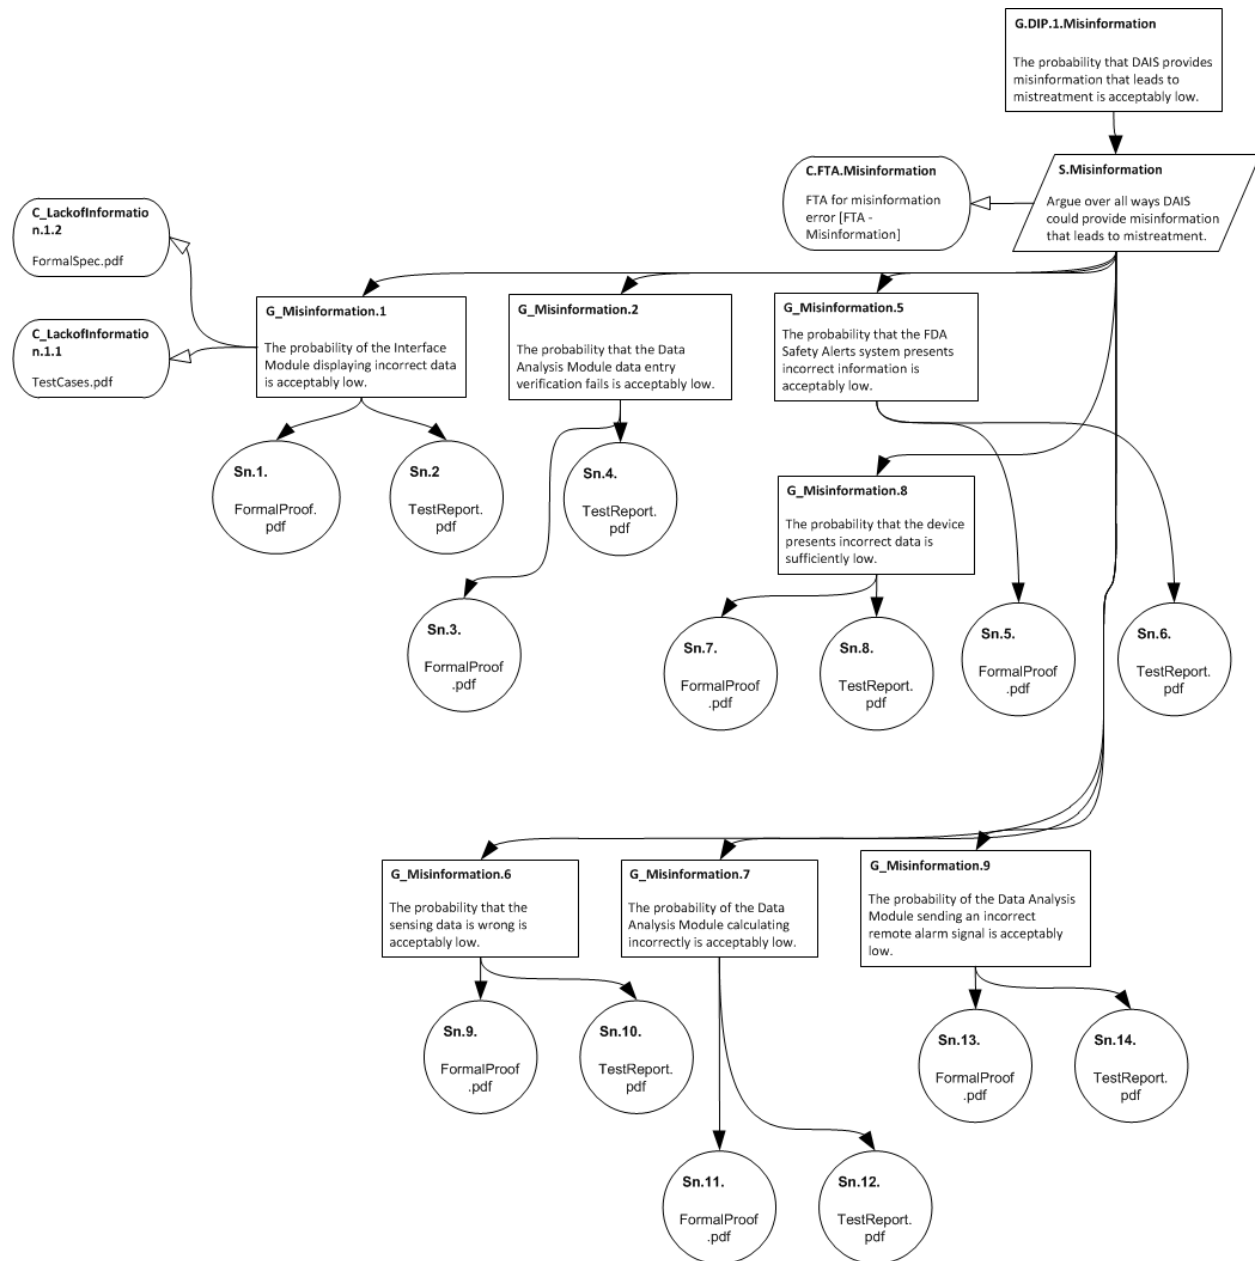 G.DIP.1.Misinformation
The probability that DAIS provides
misinformation that leads to
mistreatment is acceptably low.
C.FTA.Misinformation
FTA for misinformation
error [FTA -
Misinformation]
S.Misinformation
Argue over all ways DAIS
could provide misinformation
that leads to mistreatment.
C_LackofInformatio
n.1.2
FormalSpec.pdf
C_LackofInformatio
n.1.1
TestCases.pdf
G_Misinformation.1
The probability of the Interface
Module displaying incorrect data
is acceptably low.
G_Misinformation.2
The probability that the Data
Analysis Module data entry
verification fails is acceptably low.
G_Misinformation.5
The probability that the FDA
Safety Alerts system presents
incorrect information is
acceptably low.
Sn.1.
FormalProof.
pdf
Sn.2
TestReport.
pdf
Sn.4.
TestReport.
pdf
G_Misinformation.8
The probability that the device
presents incorrect data is
sufficiently low.
Sn.3.
FormalProof
.pdf
Sn.7.
FormalProof
.pdf
Sn.8.
TestReport.
pdf
Sn.5.
FormalProof
.pdf
Sn.6.
TestReport.
pdf
G_Misinformation.6
The probability that the
sensing data is wrong is
acceptably low.
G_Misinformation.7
The probability of the Data
Analysis Module calculating
incorrectly is acceptably low.
G_Misinformation.9
The probability of the Data Analysis
Module sending an incorrect
remote alarm signal is acceptably
low.
Sn.9.
FormalProof
.pdf
Sn.10.
TestReport.
pdf
Sn.13.
FormalProof
.pdf
Sn.14.
TestReport.
pdf
Sn.11.
FormalProof
.pdf
Sn.12.
TestReport.
pdf